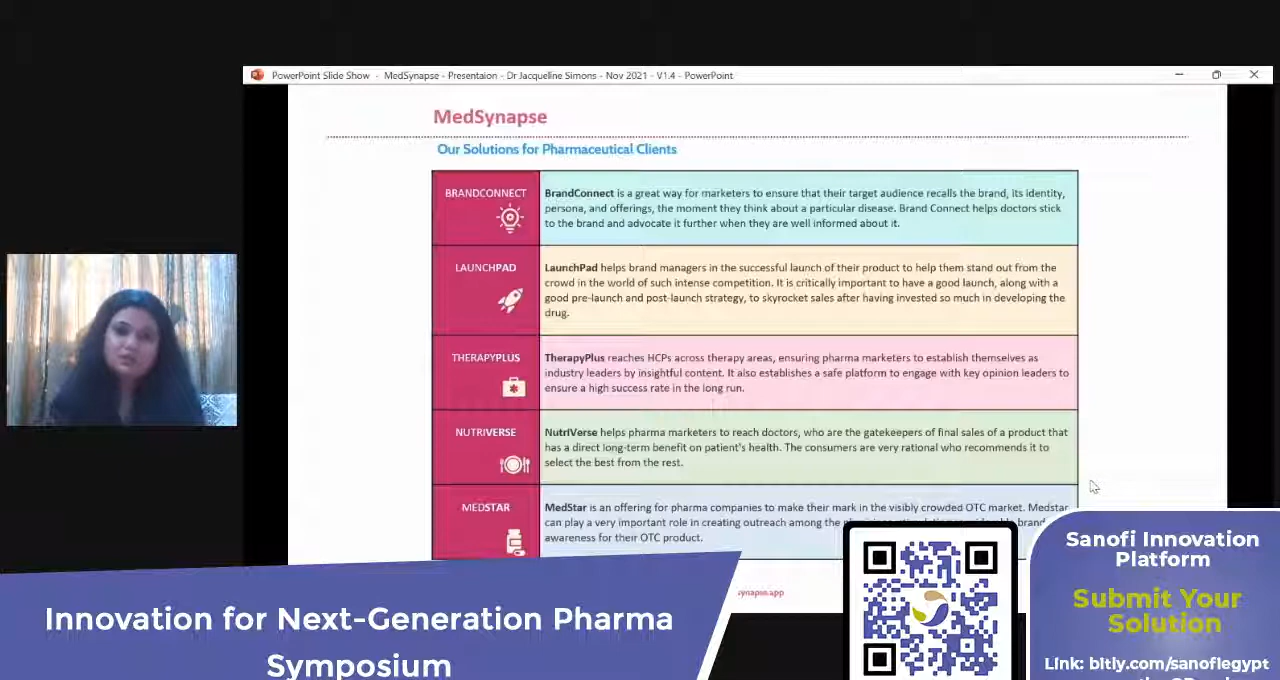 PowerPoint Slide Show - MedSynapse - Presentaion - Dr Jacqueline Simons - Nov 2021 - V1.4 - PowerPoint
MedSynapse
Our Solutions for Pharmaceutical Clients
BRANDCONNECT
BrandConnect is a great way for marketers to ensure that their target audience recalls the brand, its identity,
persona, and offerings, the moment they think about a particular disease. Brand Connect helps doctors stick
to the brand and advocate it further when they are well informed about it.
LAUNCHPAD
LaunchPad helps brand managers in the successful launch of their product to help them stand out from the
crowd in the world of such intense competition. It is critically important to have a good launch, along with a
good pre-launch and post-launch strategy, to skyrocket sales after having invested so much in developing the
drug.
THERAPYPLUS
TherapyPlus reaches HCPs across therapy areas, ensuring pharma marketers to establish themselves as
industry leaders by insightful content. It also establishes a safe platform to engage with key opinion leaders to
ensure a high success rate in the long run.
NUTRIVERSE
NutriVerse helps pharma marketers to reach doctors, who are the gatekeepers of final sales of a product that
has a direct long-term benefit on patient's health. The consumers are very rational who recommends it to
select the best from the rest.
MEDSTAR
MedStar is an offering for pharma companies to make their mark in the visibly crowded OTC market. Medstar
can play a very important role in creating outreach among the brand
awareness for their OTC product.
synapse.app
Innovation for Next-Generation Pharma
Symposium
Sanofi Innovation
Platform
Submit Your
Solution
Link: bitly.com/sanofiegypt